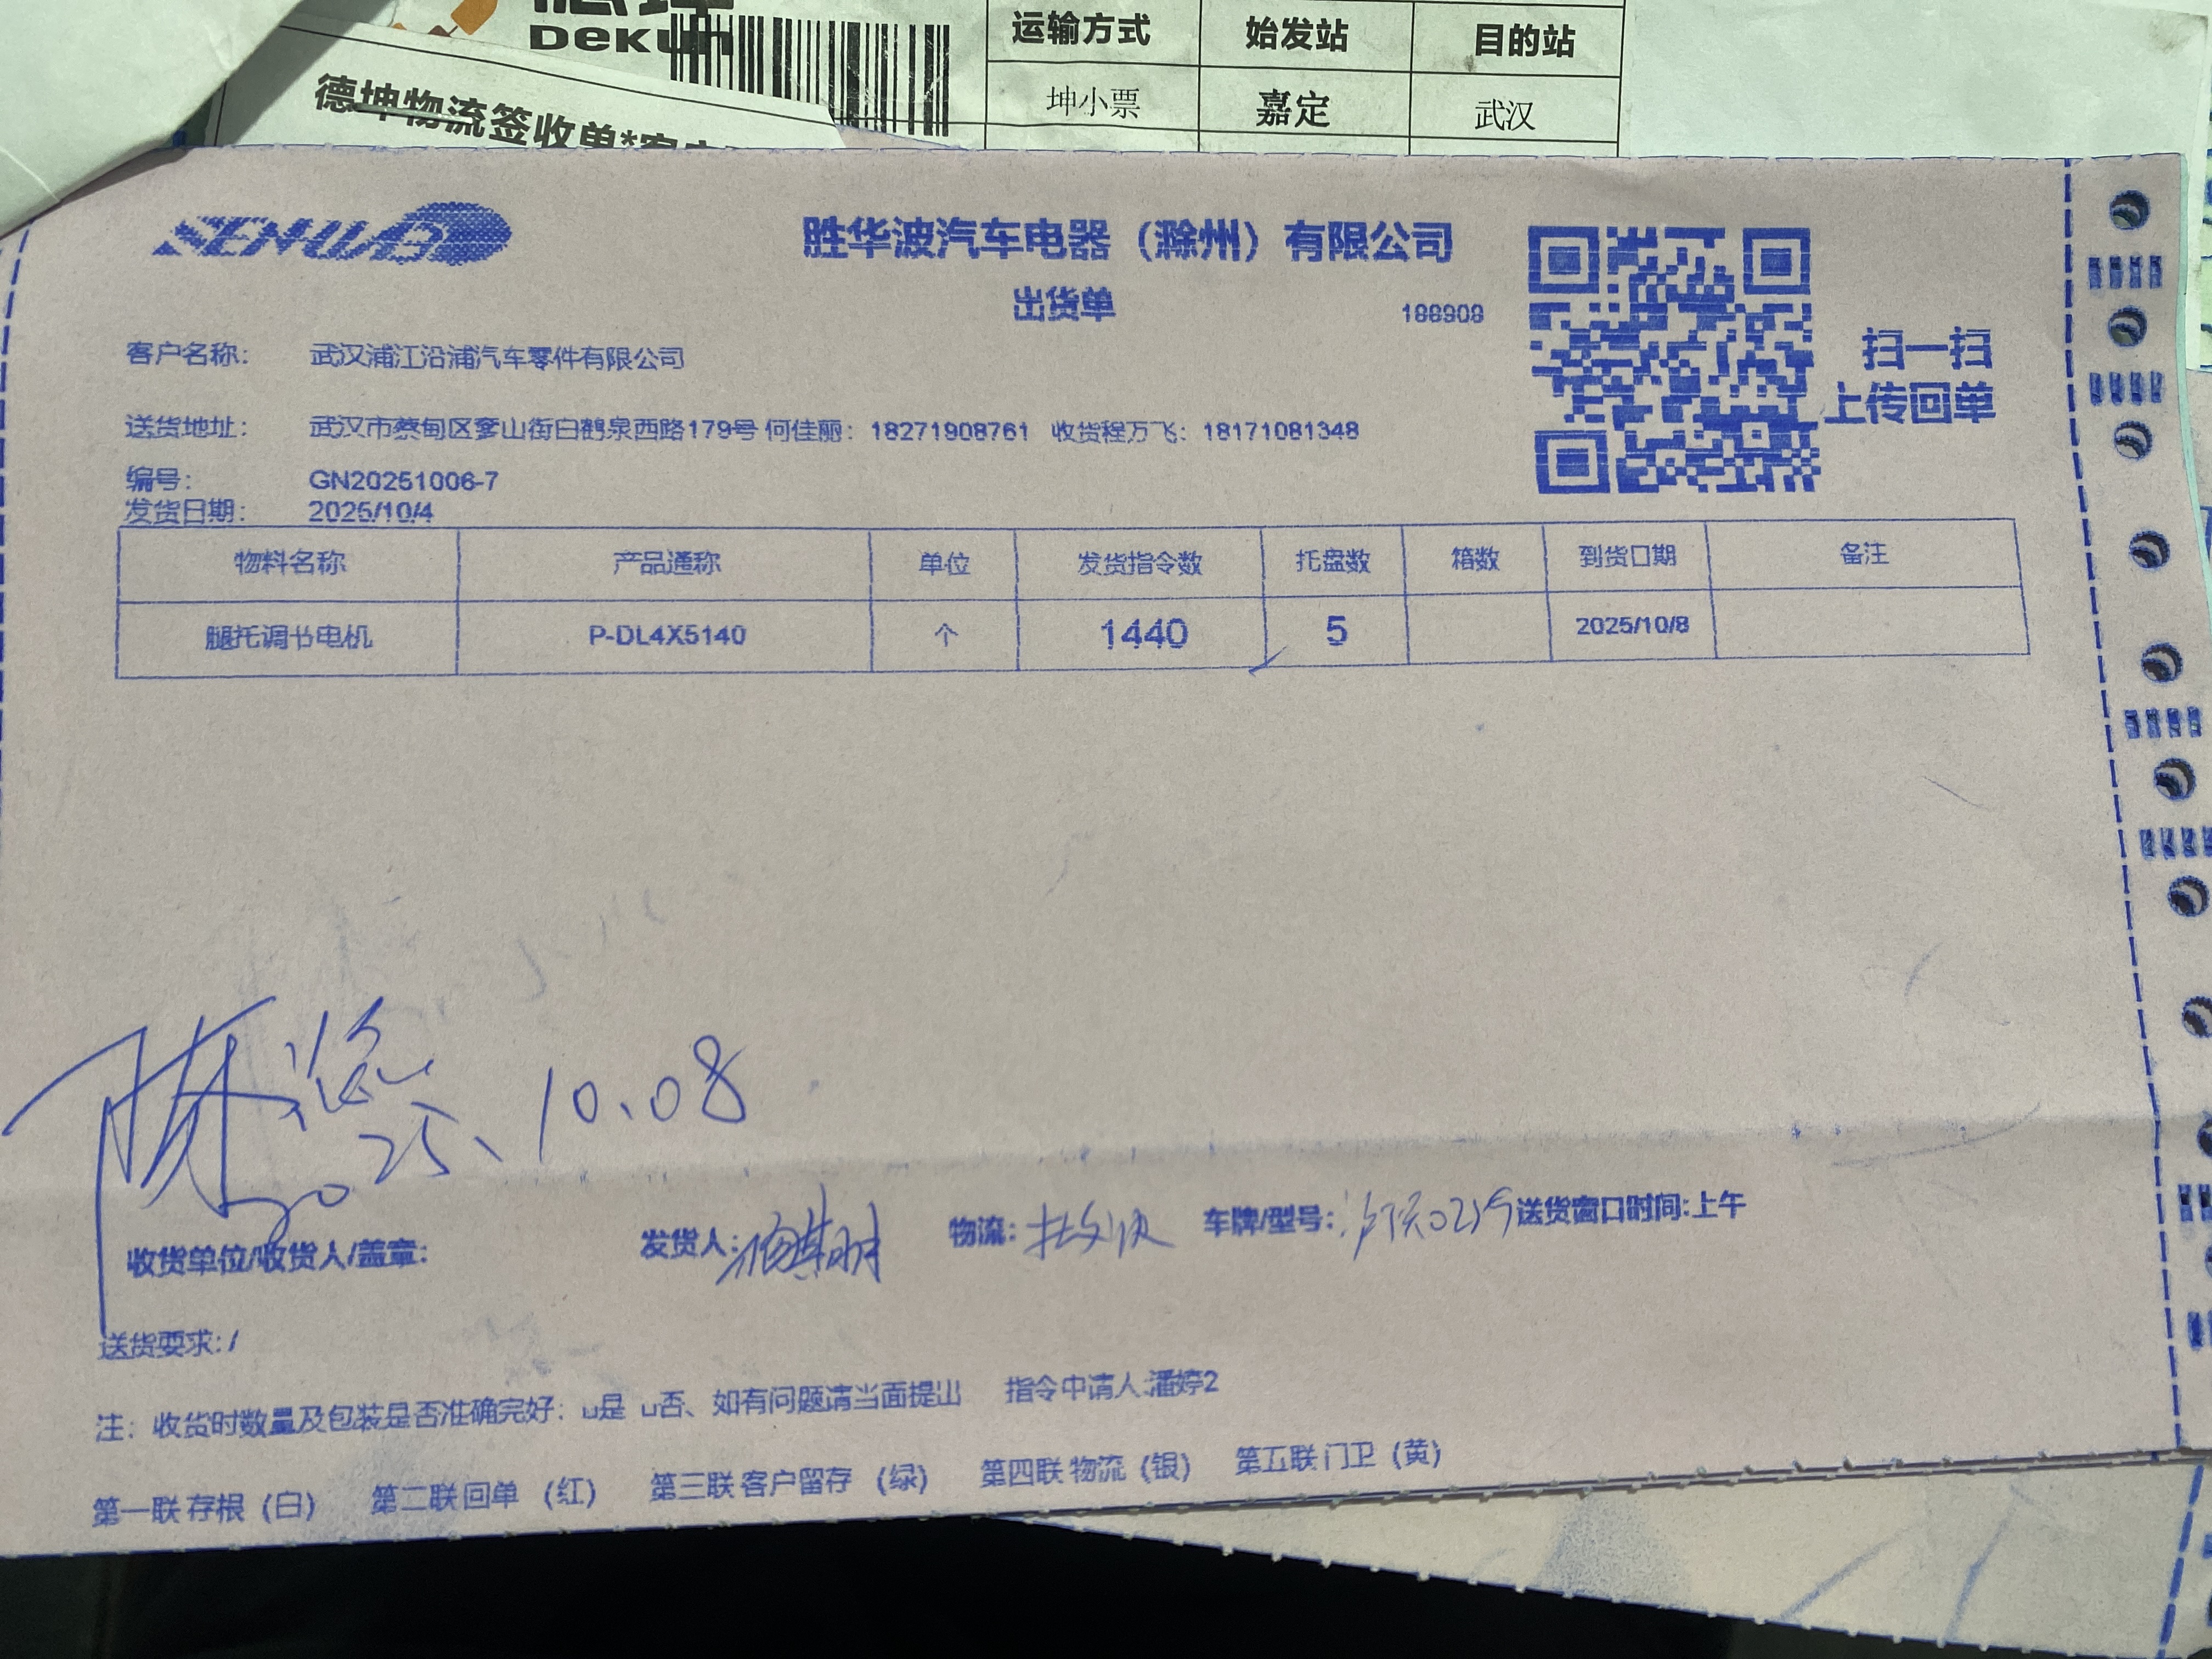 运输方式 始发站 目的站
坤小票 嘉定 武汉
德坤物流签收单*客
SENWBO
胜华波汽车电器（滁州）有限公司
出货单 188908
扫一扫
上传回单
客户名称： 武汉浦江沿浦汽车零件有限公司
送货地址： 武汉市蔡甸区奓山街白鹤泉西路179号 何佳丽：18271908761 收货程万飞：18171081348
编号： GN20251006-7
发货日期： 2025/10/4
物料名称 产品通称 单位 发货指令数 托盘数 箱数 到货日期 备注
腿托调节电机 P-DL4X5140 个 1440 5 2025/10/8
25、10.08
收货单位/收货人/盖章： 发货人： 物流： 车牌/型号： 送货窗口时间:上午
送货要求：/
注：收货时数量及包装是否准确完好：u是 u否、如有问题请当面提出 指令申请人:潘婷2
第一联 存根（白） 第二联 回单（红） 第三联 客户留存（绿） 第四联 物流（银） 第五联 门卫（黄）